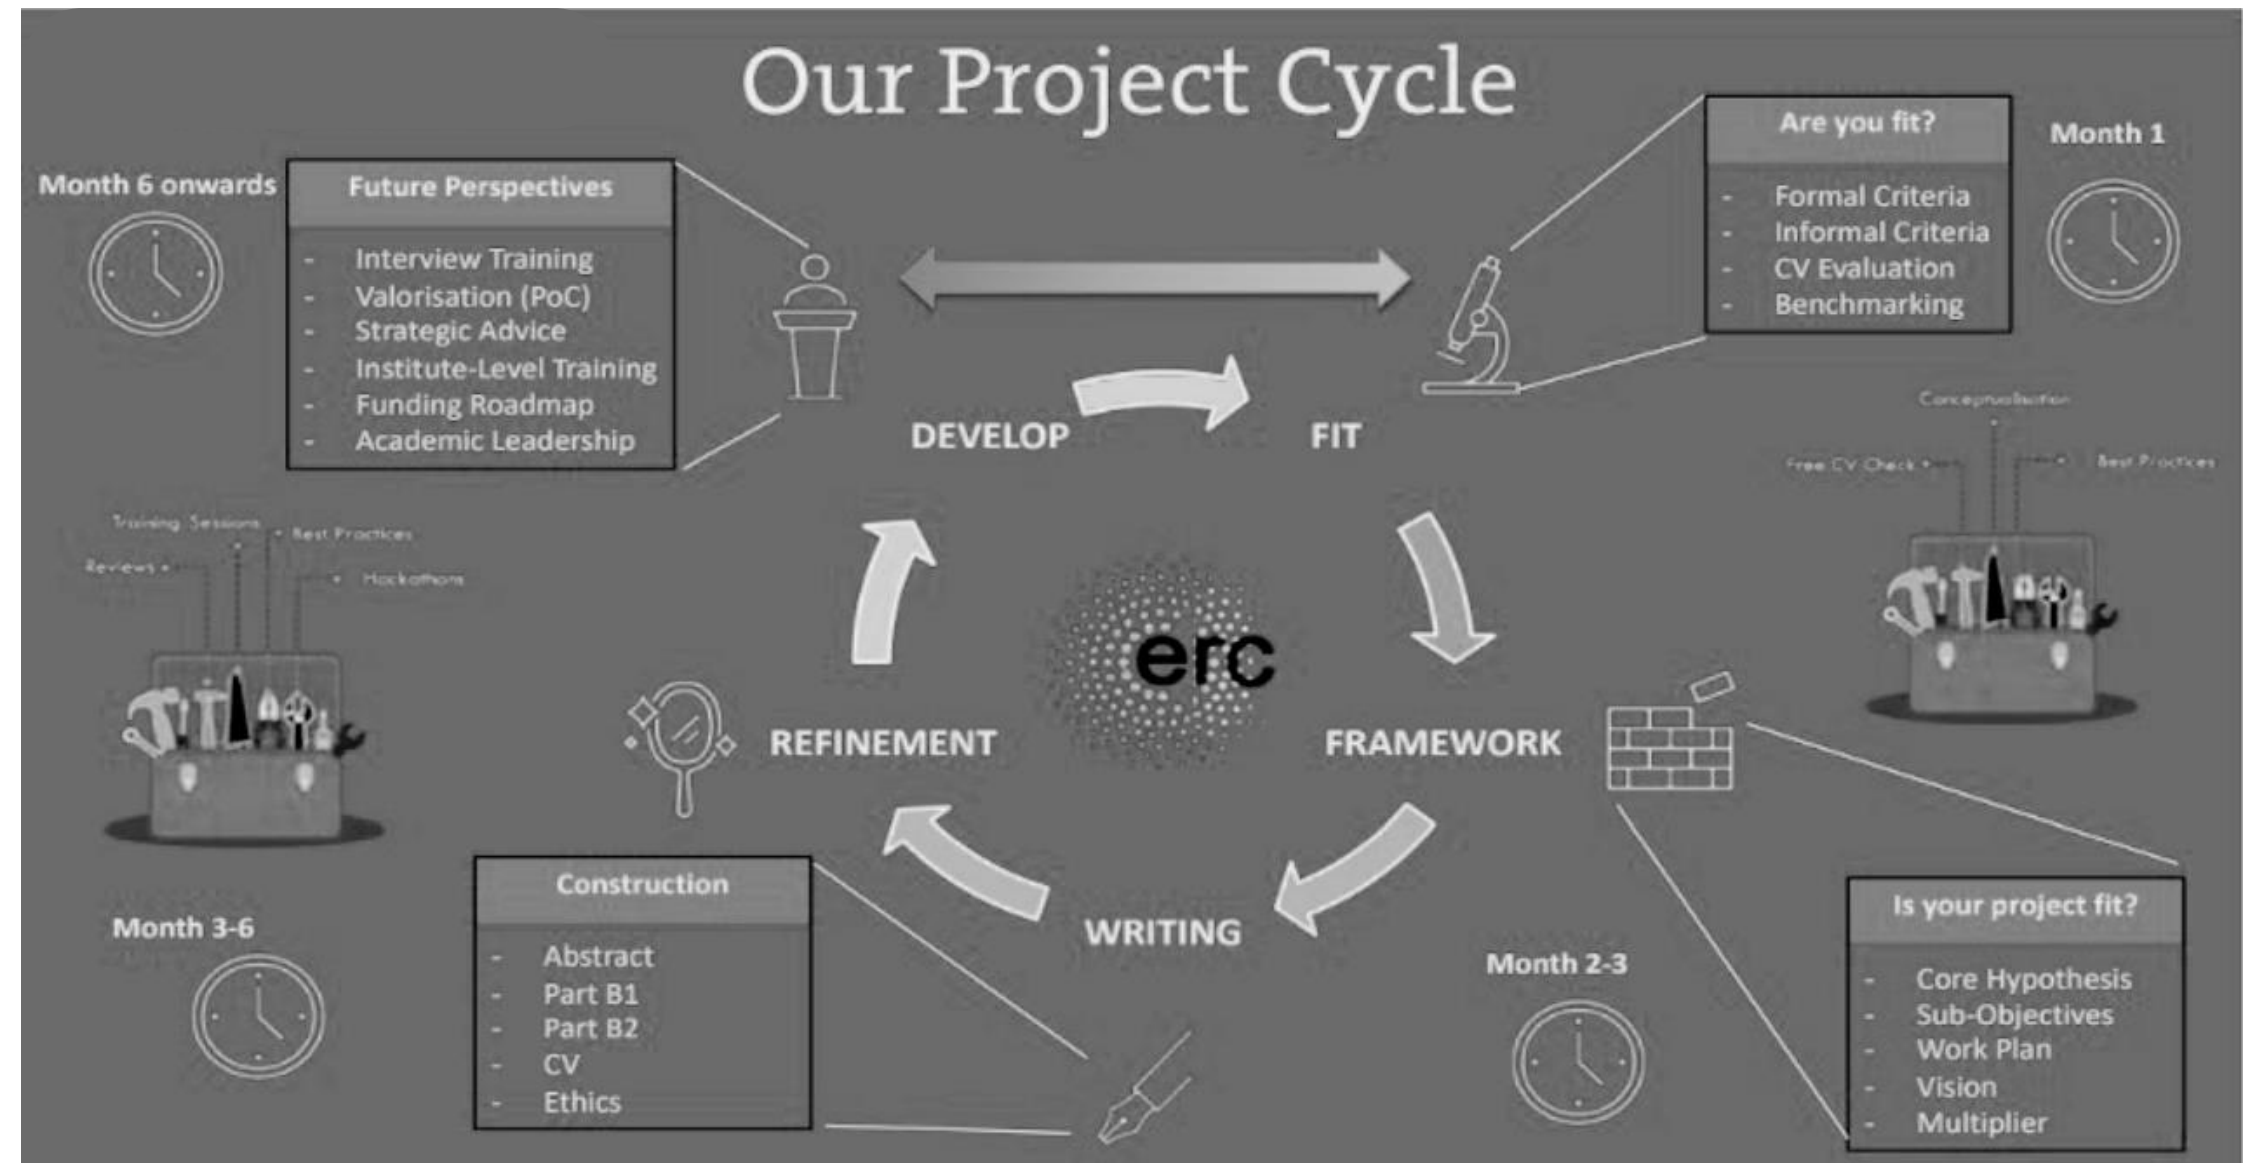 Our Project Cycle
Month 6 onwards
Future Perspectives
- Interview Training
- Valorisation (PoC)
- Strategic Advice
- Institute-Level Training
- Funding Roadmap
- Academic Leadership
Are you fit?
- Formal Criteria
- Informal Criteria
- CV Evaluation
- Benchmarking
Month 1
DEVELOP
FIT
Conceptualisation
Free CV Check
Best Practices
Training Sessions
Best Practices
Reviews
Hackathons
erc
REFINEMENT
FRAMEWORK
WRITING
Month 3-6
Construction
- Abstract
- Part B1
- Part B2
- CV
- Ethics
Month 2-3
Is your project fit?
- Core Hypothesis
- Sub-Objectives
- Work Plan
- Vision
- Multiplier